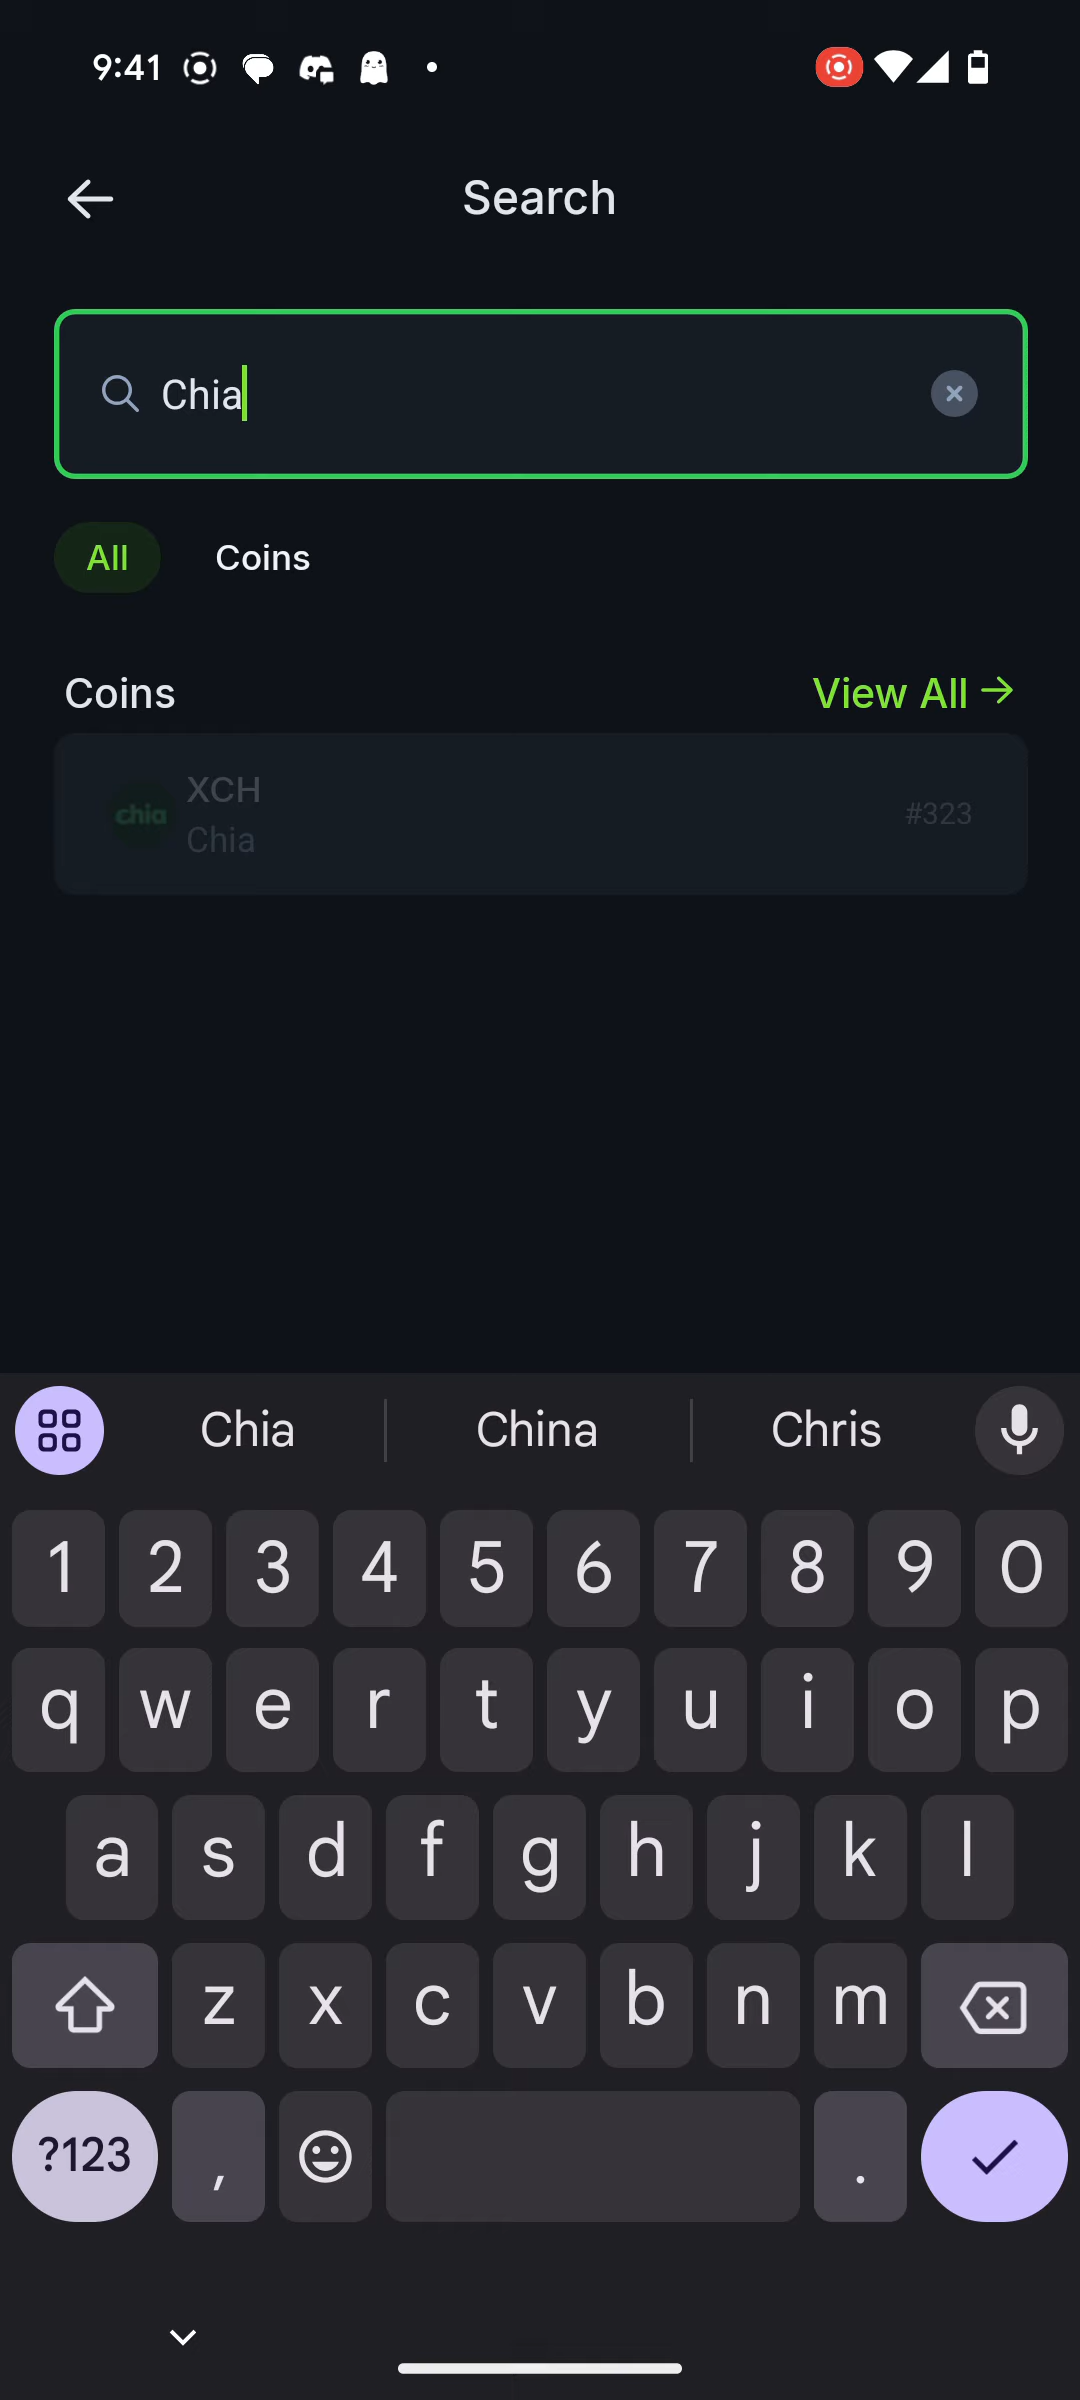 9:41
Search
Chia
All Coins
Coins View All
chia
XCH
Chia
#323
Chia China Chris
1 2 3 4 5 6 7 8 9 0
q w e r t y u i o p
a s d f g h j k l
z x c v b n m
?123 , .